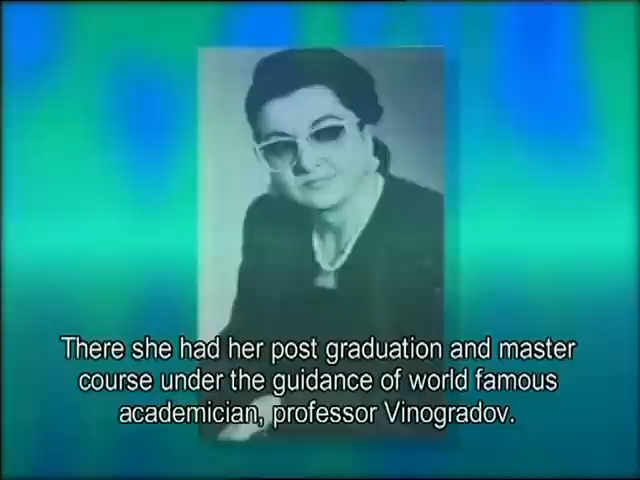 There she had her post graduation and master
course under the guidance of world famous
academician, professor Vinogradov.